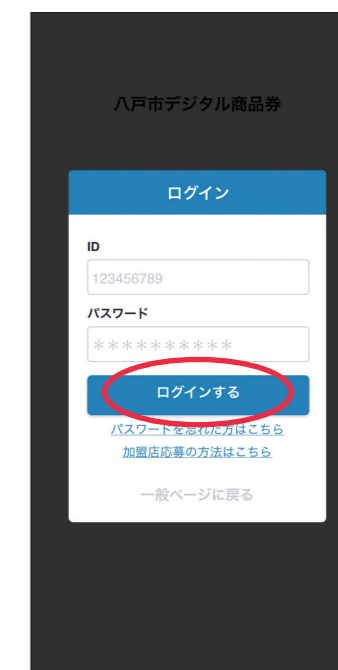 八戸市デジタル商品券
ログイン
ID
123456789
パスワード
＊＊＊＊＊＊＊＊＊＊
ログインする
パスワードを忘れた方はこちら
加盟店応募の方法はこちら
一般ページに戻る